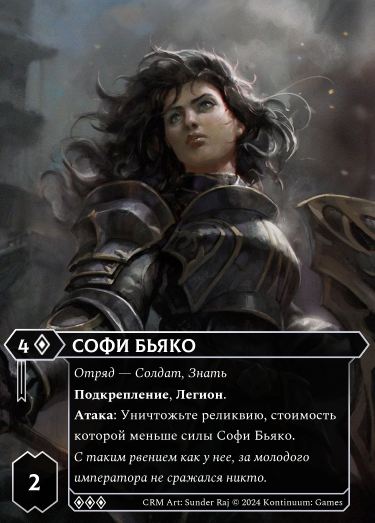 4 СОФИ БЬЯКО
Отряд — Солдат, Знать
Подкрепление, Легион.
Атака: Уничтожьте реликвию, стоимость
которой меньше силы Софи Бьяко.
С таким рвением как у нее, за молодого
императора не сражался никто.
2
CRM Art: Sunder Raj © 2024 Kontinuum: Games